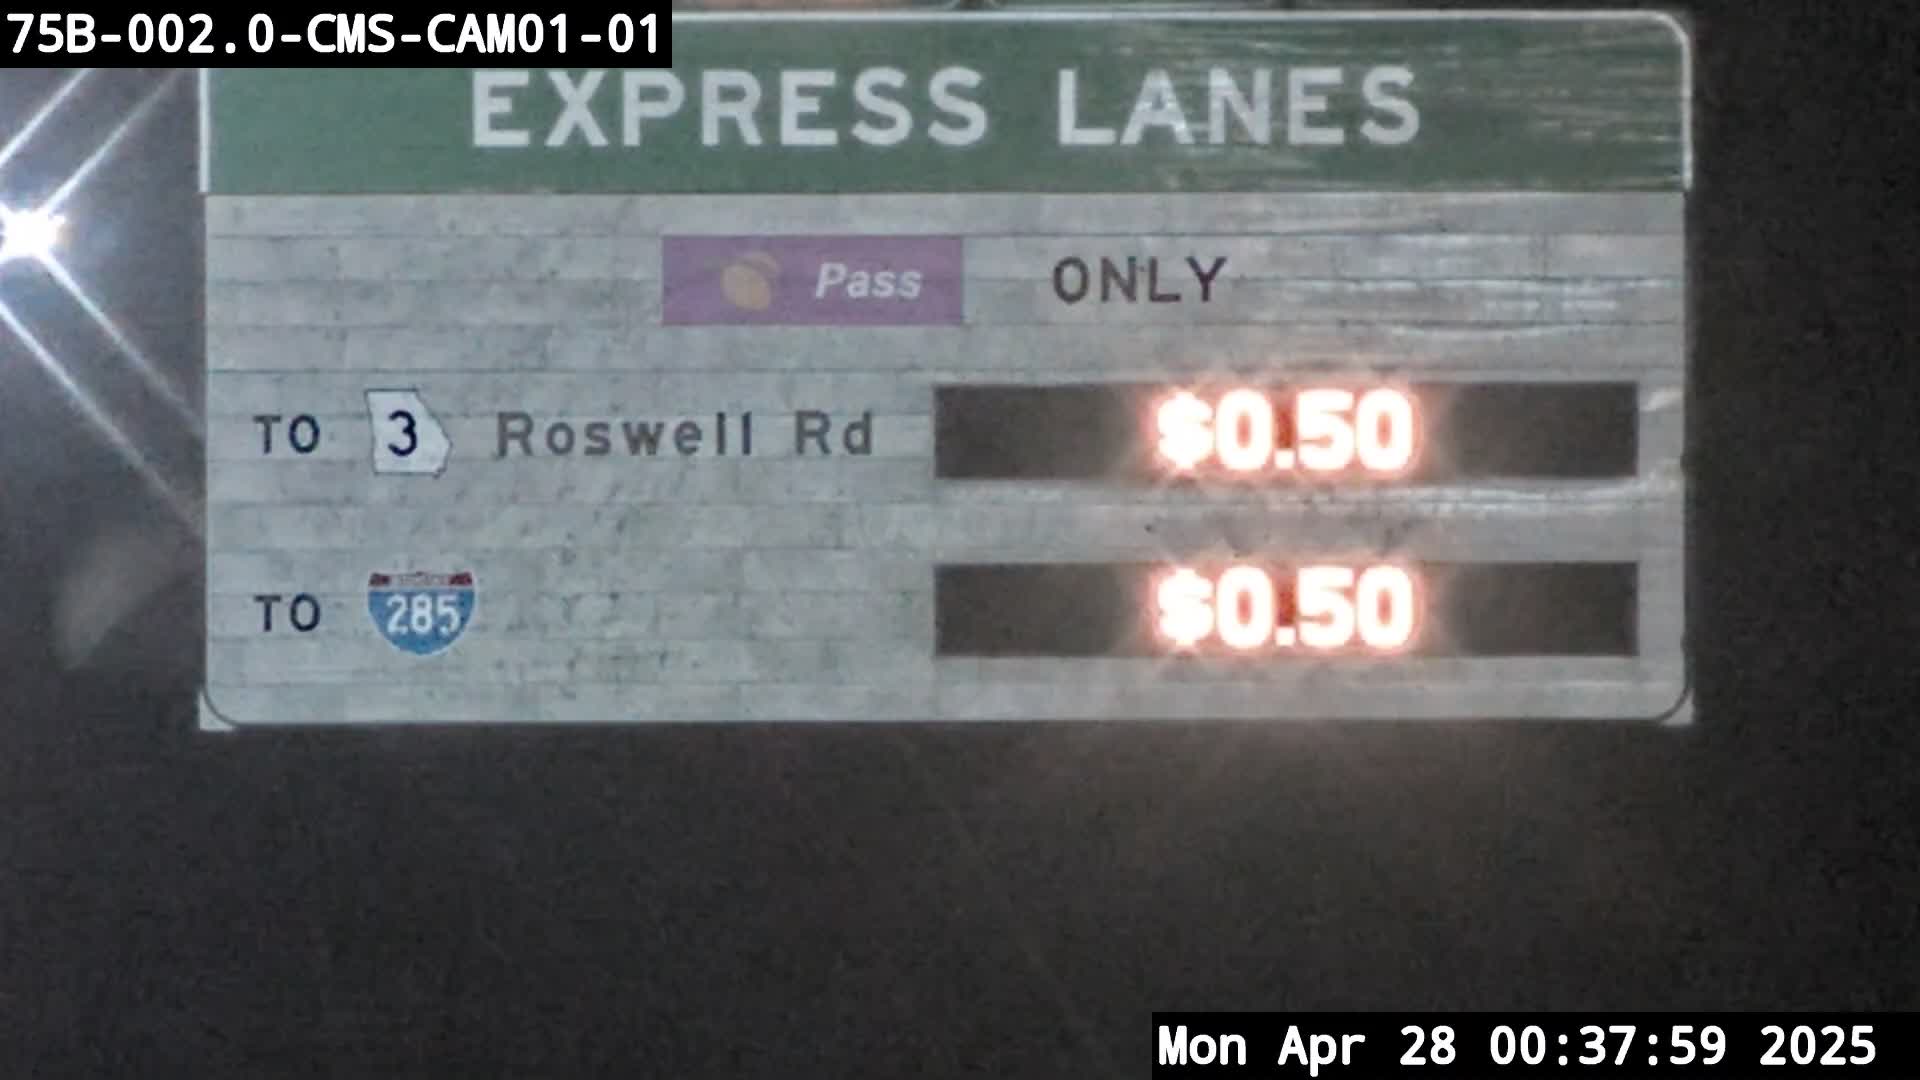 75B-002.0-CMS-CAM01-01
EXPRESS LANES
Pass ONLY
TO 3 Roswell Rd $0.50
TO 285 $0.50
Mon Apr 28 00:37:59 2025